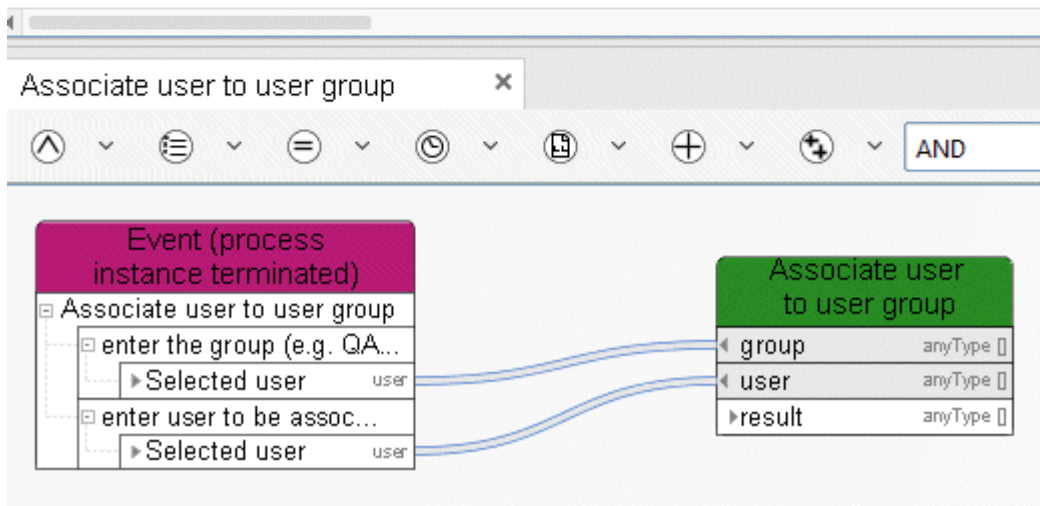 Associate user to user group
AND
Event (process
instance terminated)
Associate user to user group
enter the group (e.g. QA...
Selected user user
enter user to be assoc...
Selected user user
Associate user
to user group
group anyType []
user anyType []
result anyType []